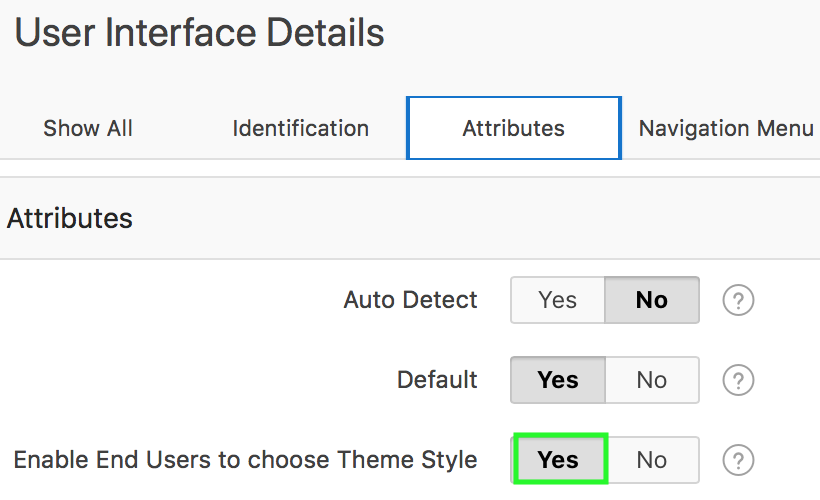 User Interface Details
Show All Identification Attributes Navigation Menu
Attributes
Auto Detect Yes No ?
Default Yes No ?
Enable End Users to choose Theme Style Yes No ?